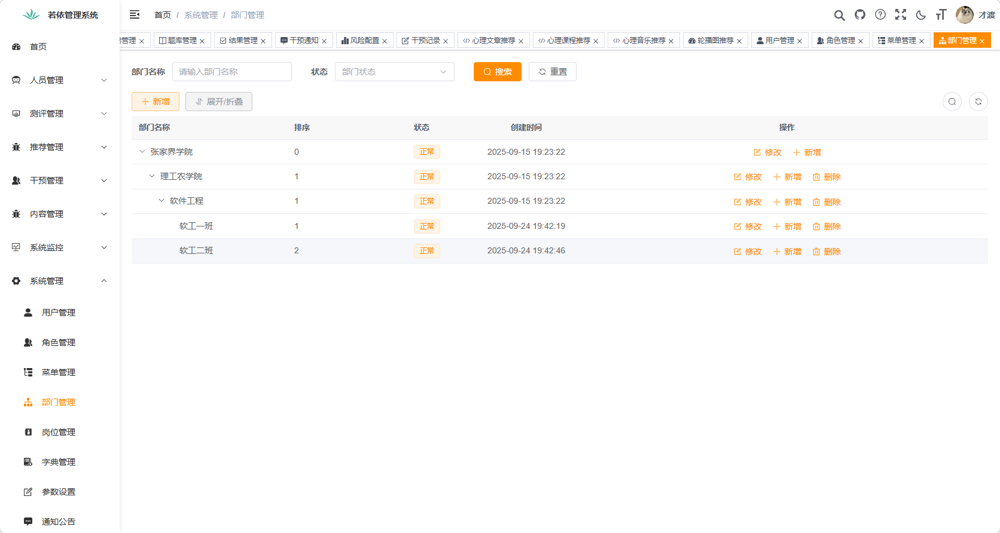 若依管理系统
首页
人员管理
测评管理
推荐管理
干预管理
内容管理
系统监控
系统管理
用户管理
角色管理
菜单管理
部门管理
岗位管理
字典管理
参数设置
通知公告
首页 / 系统管理 / 部门管理
才渡
管理 题库管理 结果管理 干预通知 风险配置 干预记录 心理文章推荐 心理课程推荐 心理音乐推荐 轮播图推荐 用户管理 角色管理 菜单管理 部门管理
部门名称 请输入部门名称 状态 部门状态 搜索 重置
新增 展开/折叠
部门名称 排序 状态 创建时间 操作
张家界学院 0 正常 2025-09-15 19:23:22 修改 新增
理工农学院 1 正常 2025-09-15 19:23:22 修改 新增 删除
软件工程 1 正常 2025-09-15 19:23:22 修改 新增 删除
软工一班 1 正常 2025-09-24 19:42:19 修改 新增 删除
软工二班 2 正常 2025-09-24 19:42:46 修改 新增 删除